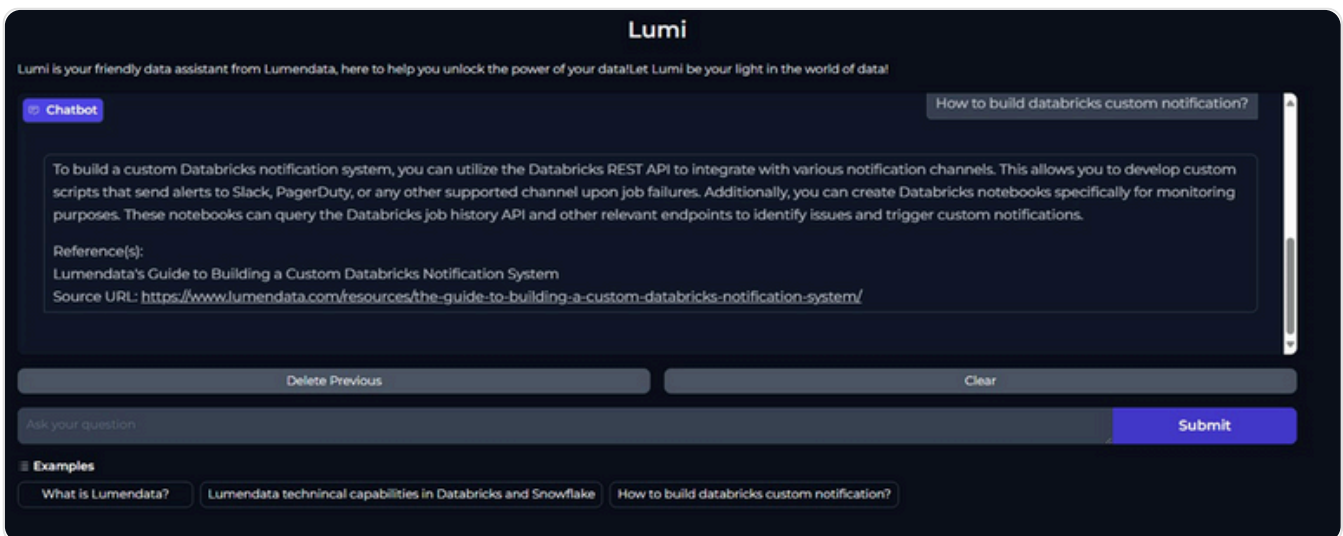 Lumi
Lumi is your friendly data assistant from Lumendata, here to help you unlock the power of your data!Let Lumi be your light in the world of data!
Chatbot
How to build databricks custom notification?
To build a custom Databricks notification system, you can utilize the Databricks REST API to integrate with various notification channels. This allows you to develop custom
scripts that send alerts to Slack, PagerDuty, or any other supported channel upon job failures. Additionally, you can create Databricks notebooks specifically for monitoring
purposes. These notebooks can query the Databricks job history API and other relevant endpoints to identify issues and trigger custom notifications.
Reference(s):
Lumendata's Guide to Building a Custom Databricks Notification System
Source URL: https://www.lumendata.com/resources/the-guide-to-building-a-custom-databricks-notification-system/
Delete Previous
Clear
Ask your question
Submit
Examples
What is Lumendata?
Lumendata technincal capabilities in Databricks and Snowflake
How to build databricks custom notification?